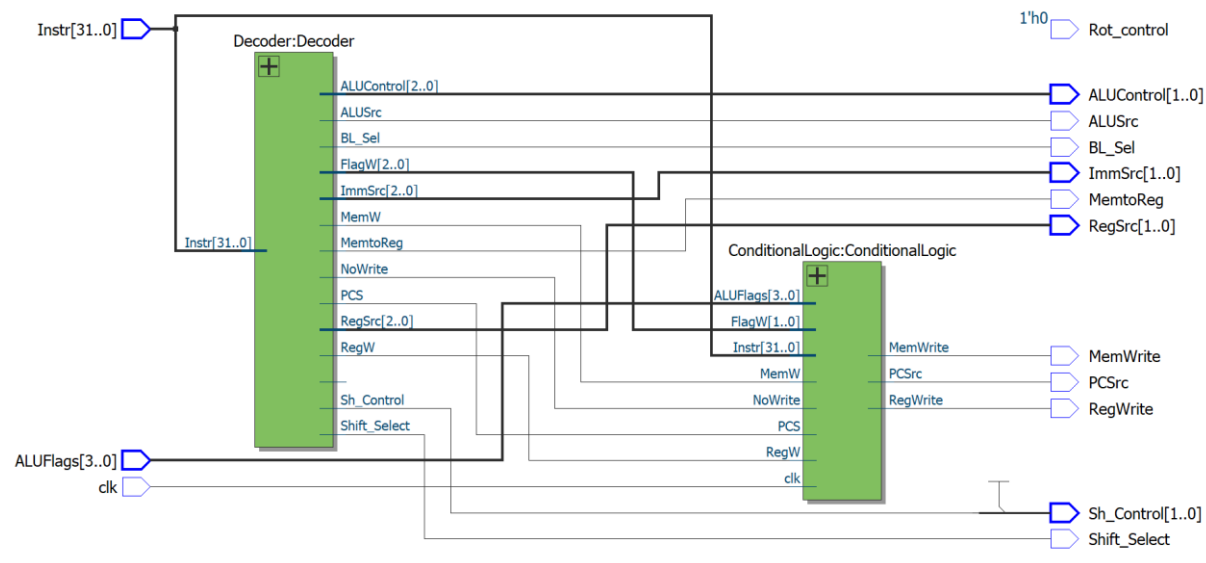 Instr[31..0]
1'h0
Rot_control
Decoder:Decoder
ALUControl[2..0]
ALUControl[1..0]
ALUSrc
ALUSrc
BL_Sel
BL_Sel
FlagW[2..0]
ImmSrc[1..0]
ImmSrc[2..0]
MemtoReg
MemW
RegSrc[1..0]
Instr[31..0]
MemtoReg
ConditionalLogic:ConditionalLogic
NoWrite
PCS
ALUFlags[3..0]
RegSrc[2..0]
FlagW[1..0]
RegW
Instr[31..0]
MemWrite
MemWrite
MemW
PCSrc
PCSrc
Sh_Control
NoWrite
RegWrite
RegWrite
Shift_Select
PCS
RegW
ALUFlags[3..0]
clk
clk
Sh_Control[1..0]
Shift_Select